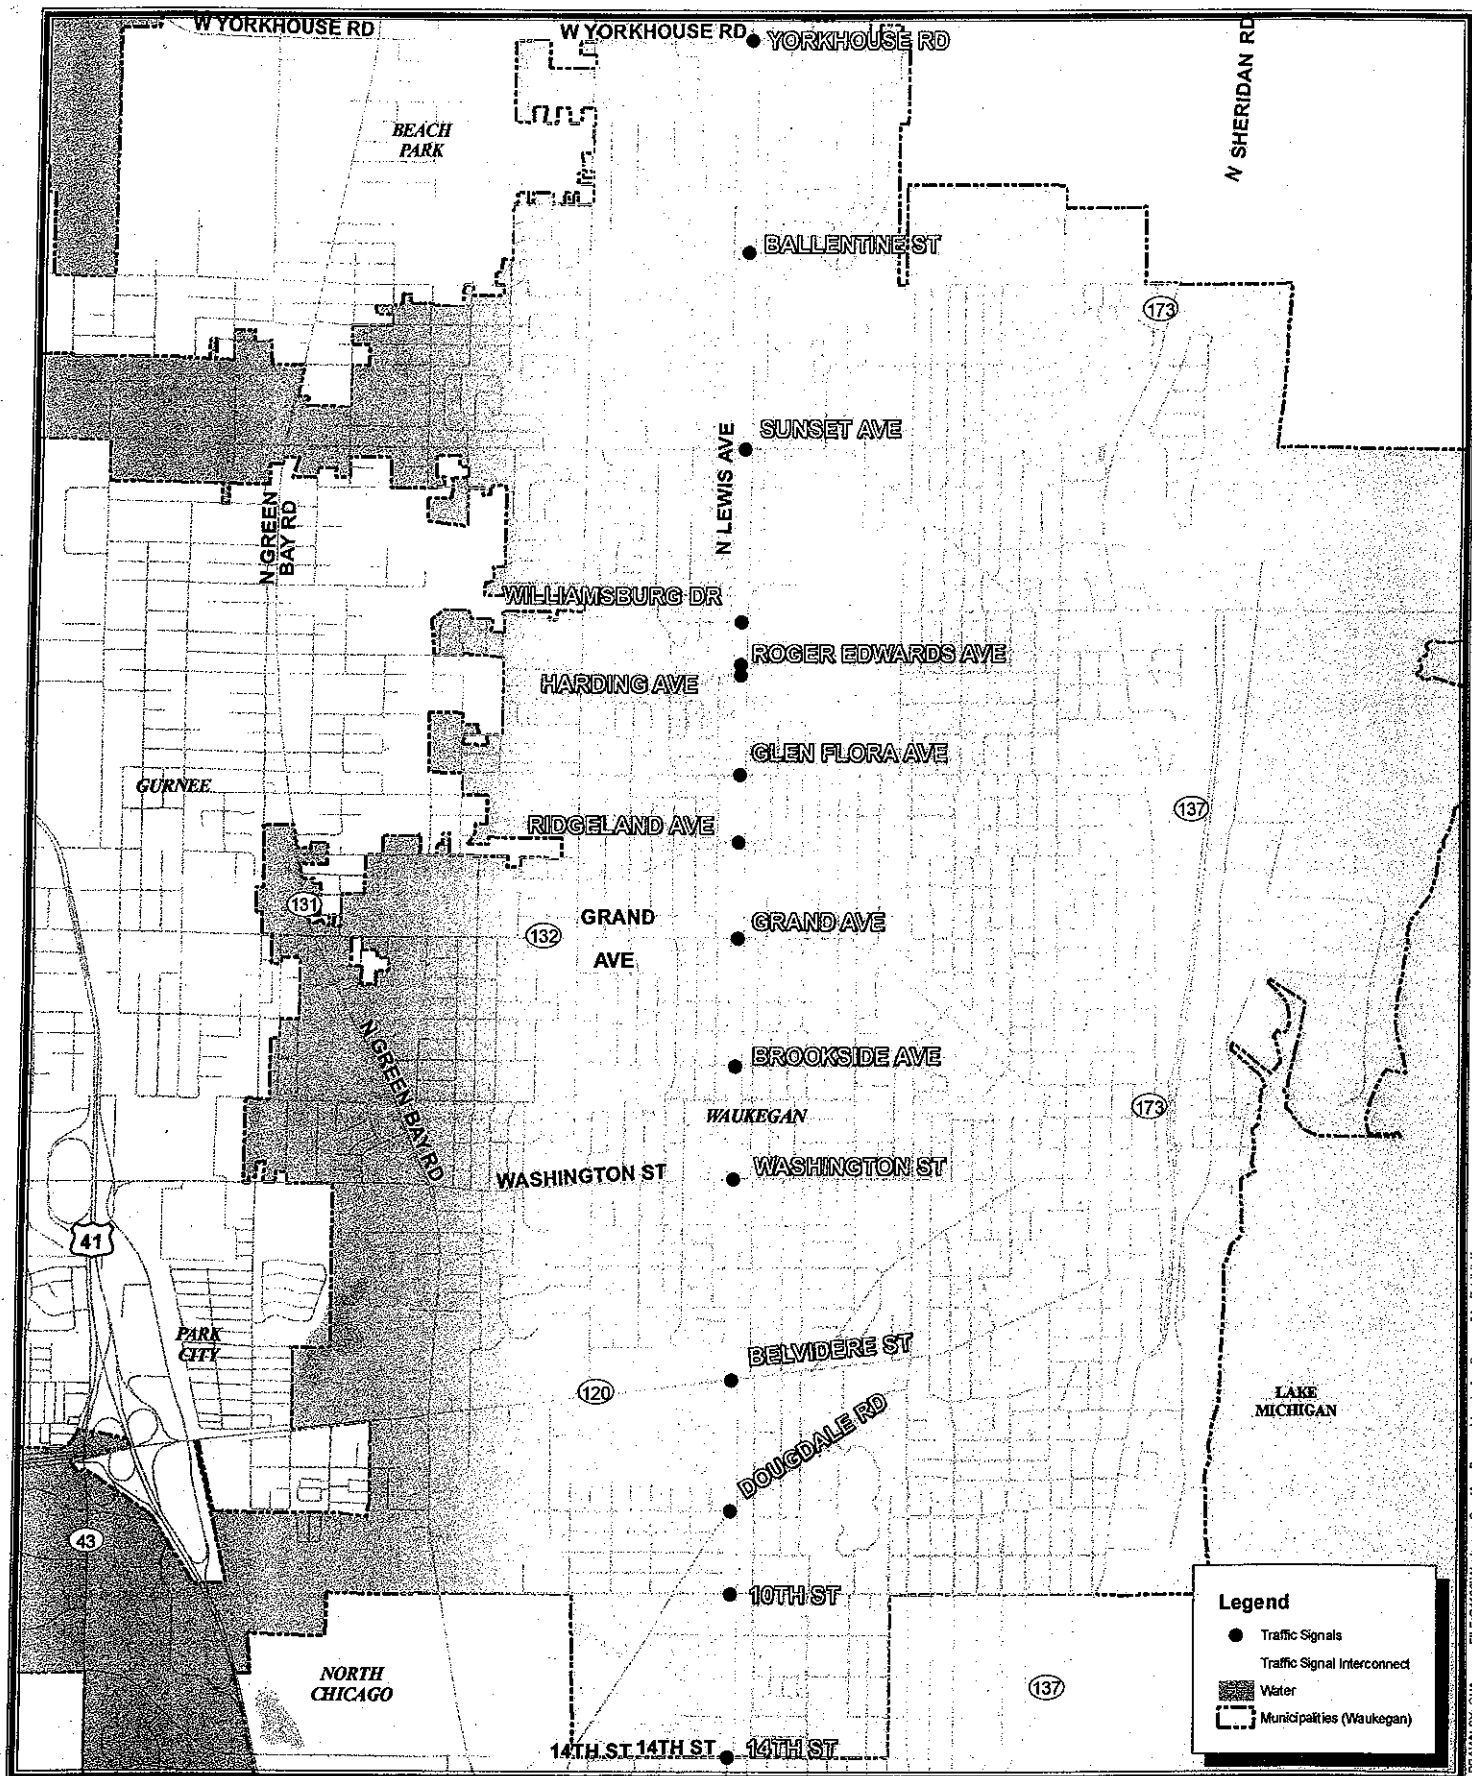 W YORKHOUSE RD
W YORKHOUSE RD
YORKHOUSE RD
N SHERIDAN RD
BEACH
PARK
BALLENTINE ST
173
SUNSET AVE
N LEWIS AVE
N GREEN
BAY RD
WILLIAMSBURG DR
ROGER EDWARDS AVE
HARDING AVE
GLEN FLORA AVE
GURNEE
137
RIDGELAND AVE
131
132
GRAND
AVE
GRAND AVE
N GREEN BAY RD
BROOKSIDE AVE
WAUKEGAN
173
WASHINGTON ST
WASHINGTON ST
41
PARK
CITY
BELVIDERE ST
120
LAKE
MICHIGAN
DOUGDALE RD
43
10TH ST
NORTH
CHICAGO
137
14TH ST
14TH ST
14TH ST
Legend
Traffic Signals
Traffic Signal Interconnect
Water
Municipalities (Waukegan)